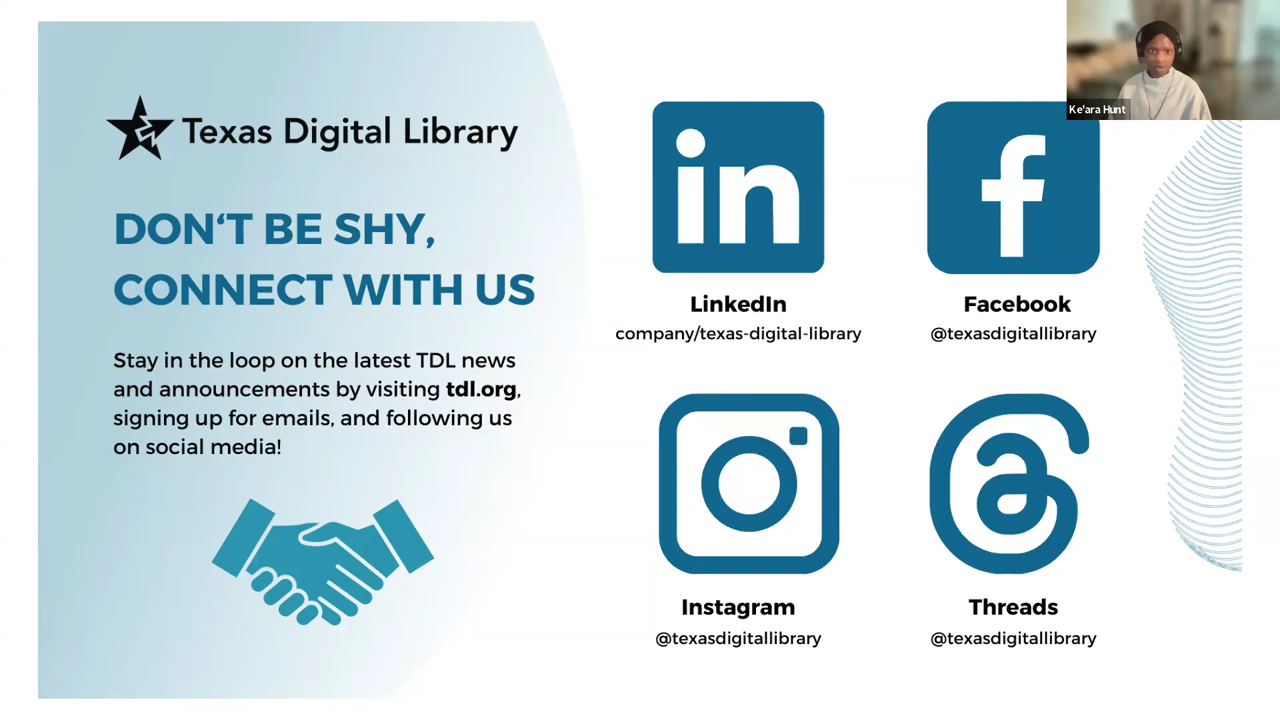 Texas Digital Library
DON‘T BE SHY,
CONNECT WITH US
Stay in the loop on the latest TDL news
and announcements by visiting tdl.org,
signing up for emails, and following us
on social media!
in
LinkedIn
company/texas-digital-library
f
Facebook
@texasdigitallibrary
Instagram
@texasdigitallibrary
Threads
@texasdigitallibrary
Ke'ara Hunt